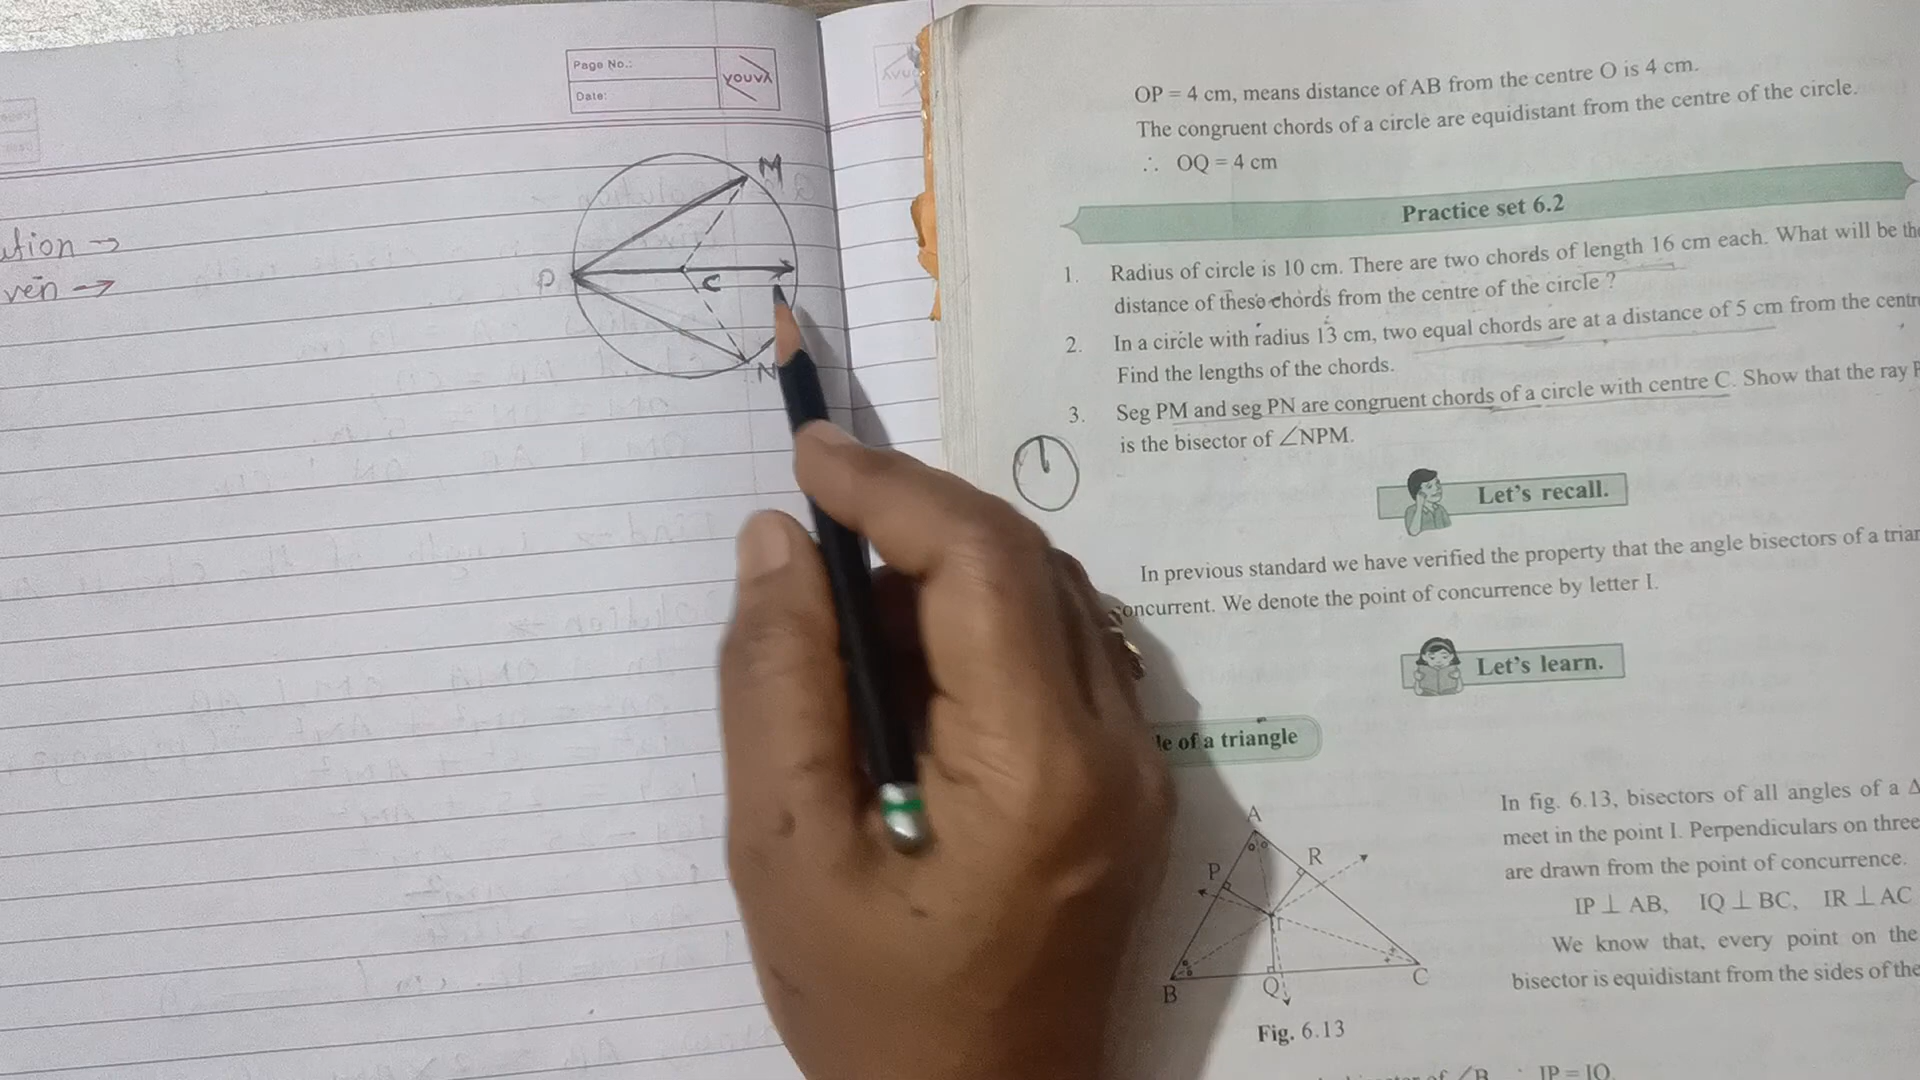 Page No.:
Date:
YOUVA
ution →
ven →
M
P
C
N
OP = 4 cm, means distance of AB from the centre O is 4 cm.
The congruent chords of a circle are equidistant from the centre of the circle.
∴ OQ = 4 cm
Practice set 6.2
1. Radius of circle is 10 cm. There are two chords of length 16 cm each. What will be the
distance of these chords from the centre of the circle ?
2. In a circle with radius 13 cm, two equal chords are at a distance of 5 cm from the centr
Find the lengths of the chords.
3. Seg PM and seg PN are congruent chords of a circle with centre C. Show that the ray P
is the bisector of ∠NPM.
Let's recall.
In previous standard we have verified the property that the angle bisectors of a trian
concurrent. We denote the point of concurrence by letter I.
Let's learn.
le of a triangle
A
P
R
I
B
Q
C
Fig. 6.13
In fig. 6.13, bisectors of all angles of a Δ
meet in the point I. Perpendiculars on three
are drawn from the point of concurrence.
IP ⊥ AB, IQ ⊥ BC, IR ⊥ AC
We know that, every point on the
bisector is equidistant from the sides of the
of ∠B ∴ IP = IQ